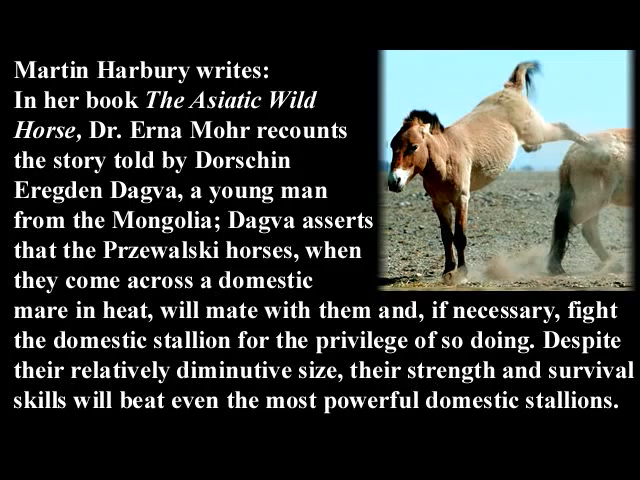 Martin Harbury writes:
In her book The Asiatic Wild
Horse, Dr. Erna Mohr recounts
the story told by Dorschin
Eregden Dagva, a young man
from the Mongolia; Dagva asserts
that the Przewalski horses, when
they come across a domestic
mare in heat, will mate with them and, if necessary, fight
the domestic stallion for the privilege of so doing. Despite
their relatively diminutive size, their strength and survival
skills will beat even the most powerful domestic stallions.